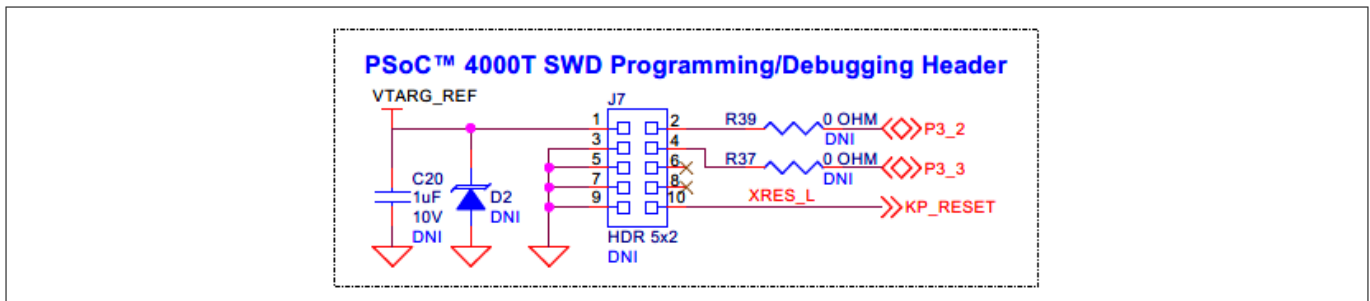 PSoC™ 4000T SWD Programming/Debugging Header
VTARG_REF
J7
1 2
3 4
5 6
7 8
9 10
R39 0 OHM
DNI
P3_2
R37 0 OHM
DNI
P3_3
XRES_L
KP_RESET
C20
1uF
10V
DNI
D2
DNI
HDR 5x2
DNI